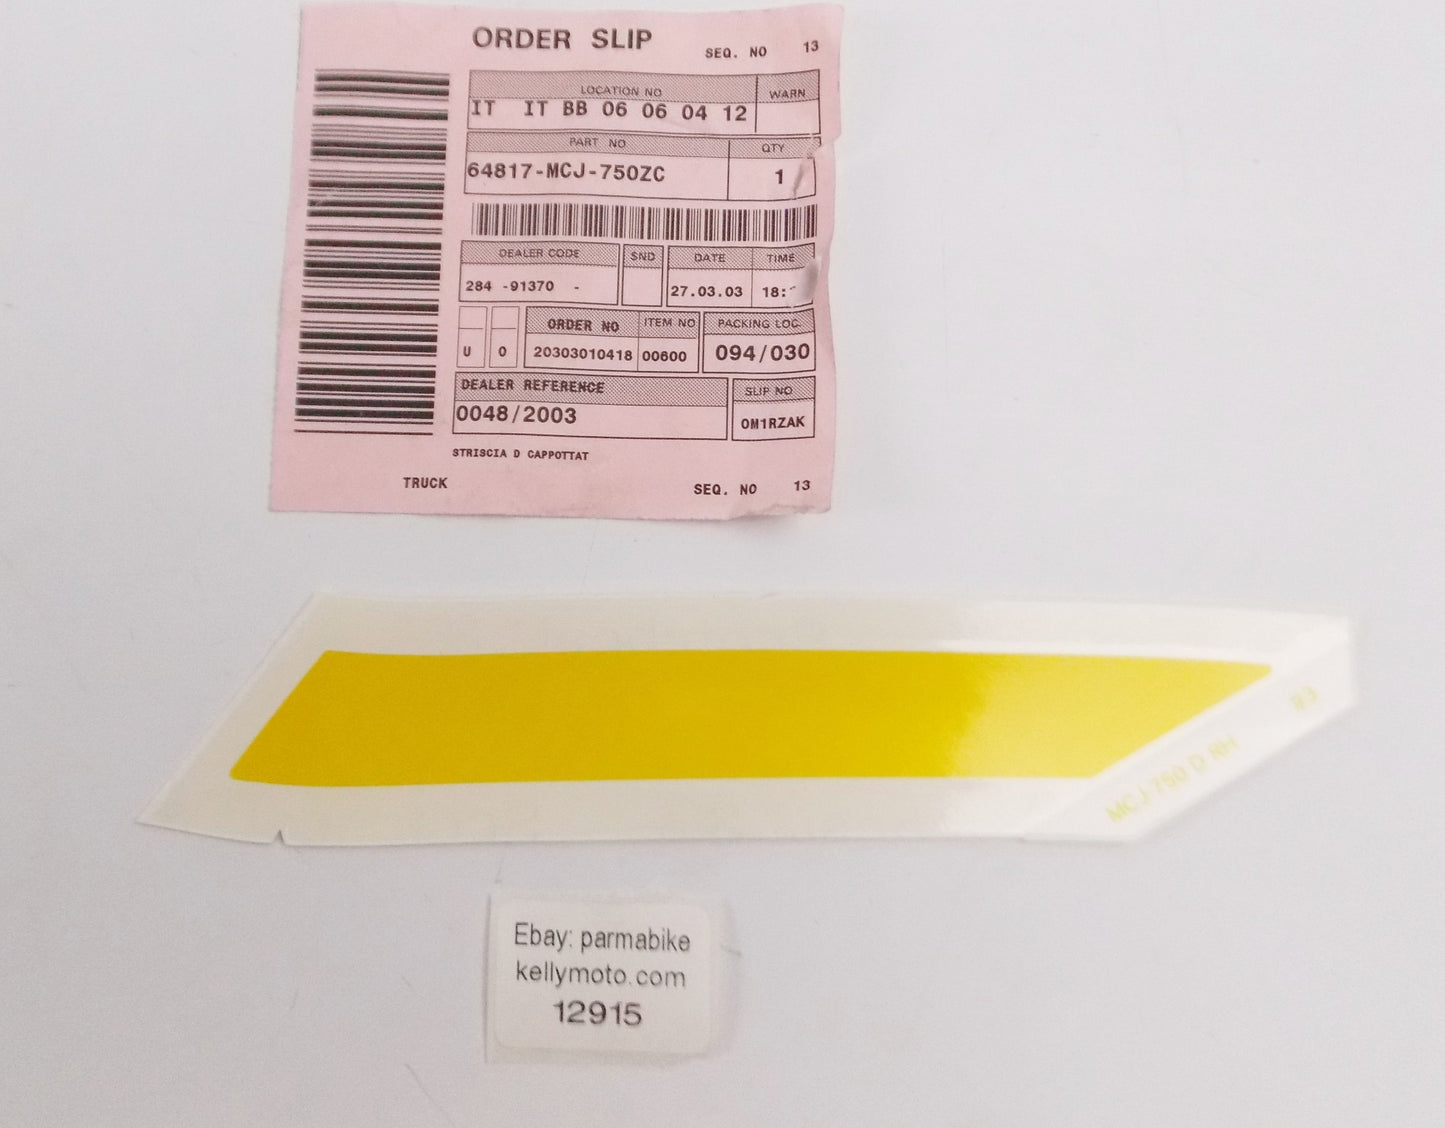 ORDER SLIP SEQ. NO 13
LOCATION NO WARN
IT IT BB 06 06 04 12
PART NO QTY
64817-MCJ-750ZC 1
DEALER CODE SND DATE TIME
284 -91370 - 27.03.03 18:
ORDER NO ITEM NO PACKING LOC.
U 0 20303010418 00600 094/030
DEALER REFERENCE SLIP NO
0048/2003 OM1RZAK
STRISCIA D CAPPOTTAT
TRUCK SEQ. NO 13
MCJ-750 D RH
Ebay: parmabike
kellymoto.com
12915